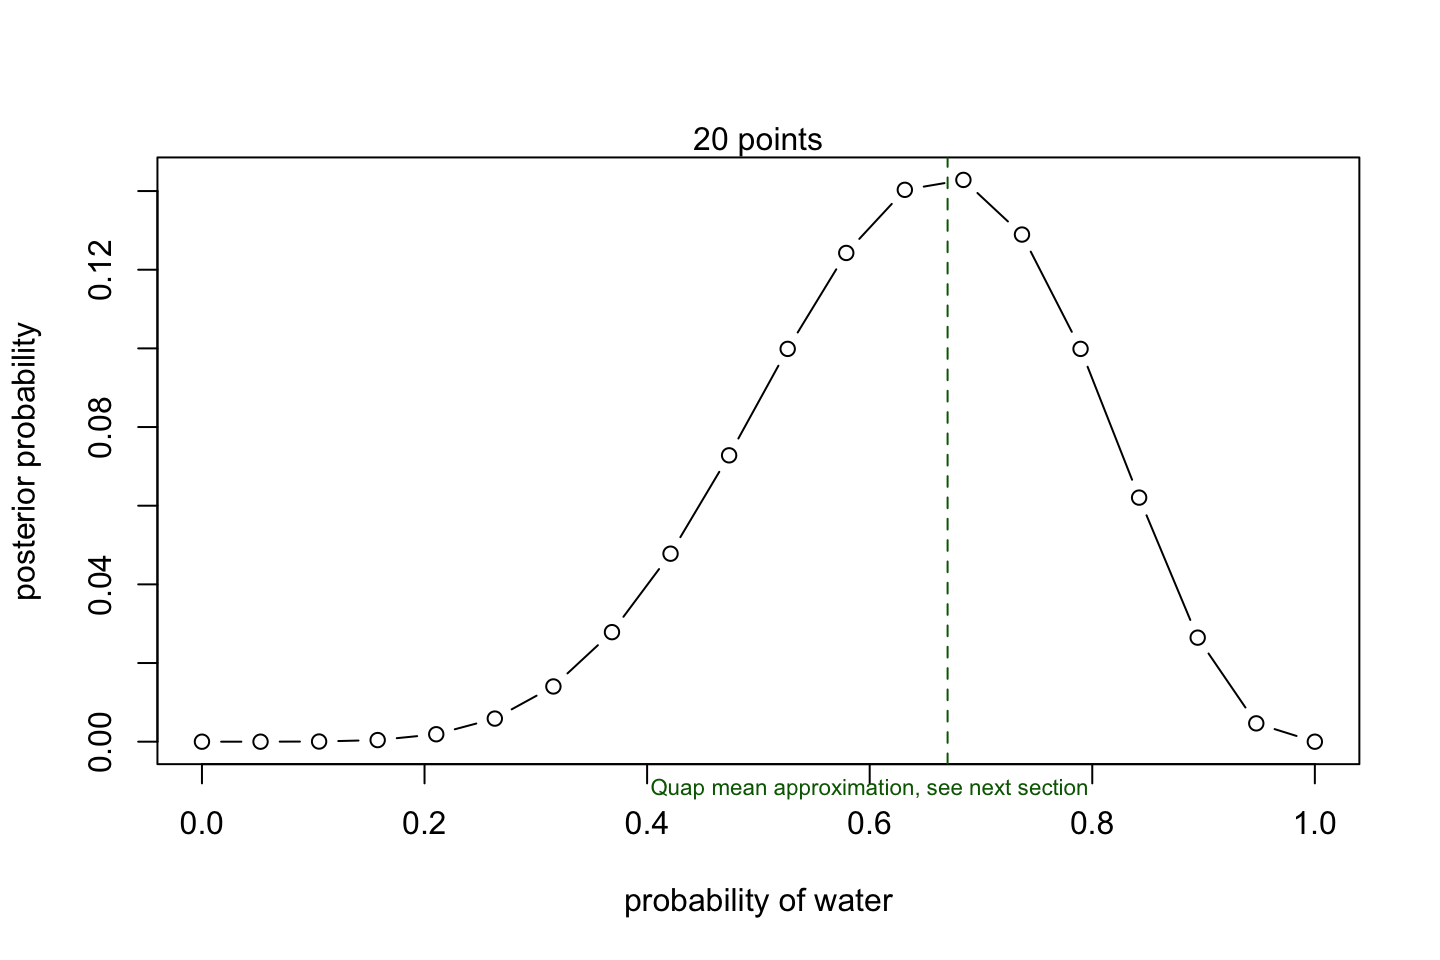 20 points
posterior probability
0.12
0.08
0.04
0.00
Quap mean approximation, see next section
0.0 0.2 0.4 0.6 0.8 1.0
probability of water